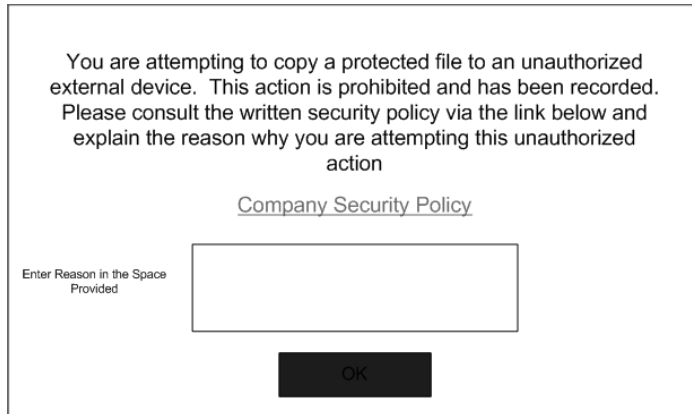 You are attempting to copy a protected file to an unauthorized
external device.  This action is prohibited and has been recorded.
Please consult the written security policy via the link below and
explain the reason why you are attempting this unauthorized
action
Company Security Policy
Enter Reason in the Space
Provided
OK